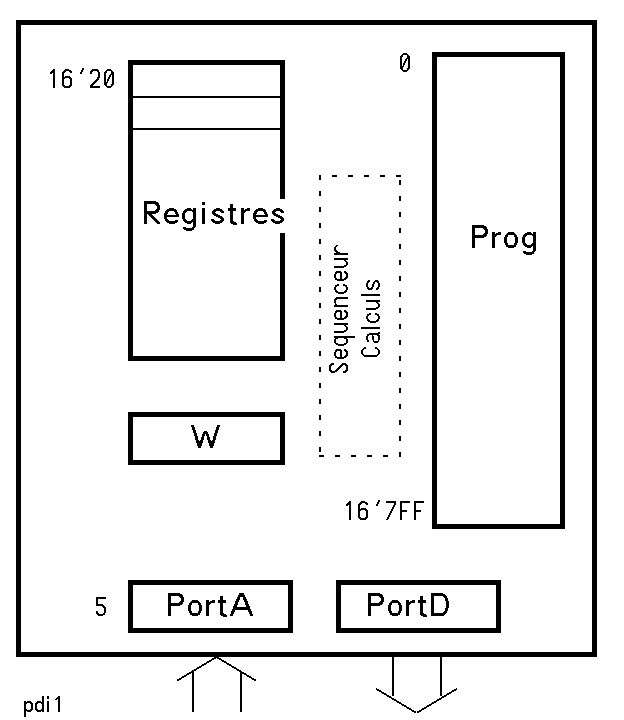 16'20
0
Registres
Prog
Sequenceur
Calculs
W
16'7FF
5
PortA
PortD
pdi1